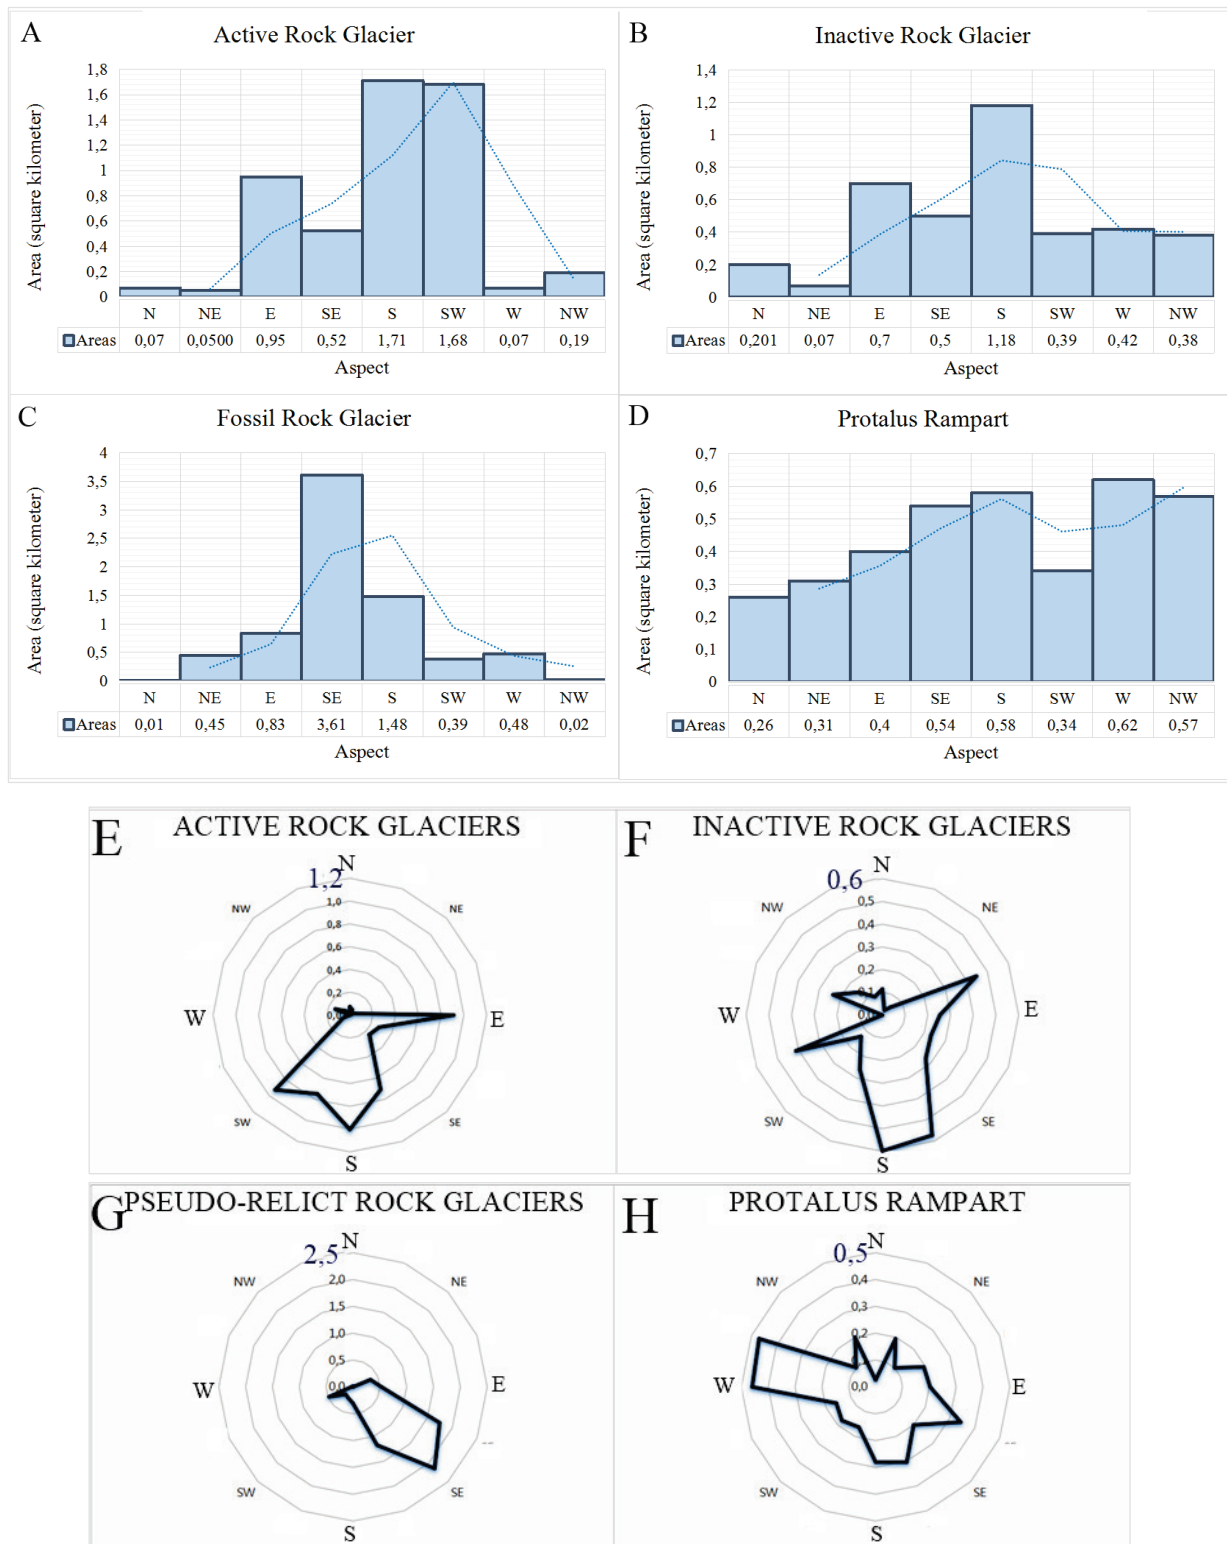 A
Active Rock Glacier
Area (square kilometer)
1,8
1,6
1,4
1,2
1
0,8
0,6
0,4
0,2
0
N NE E SE S SW W NW
Areas 0,07 0,0500 0,95 0,52 1,71 1,68 0,07 0,19
Aspect
B
Inactive Rock Glacier
Area (square kilometer)
1,4
1,2
1
0,8
0,6
0,4
0,2
0
N NE E SE S SW W NW
Areas 0,201 0,07 0,7 0,5 1,18 0,39 0,42 0,38
Aspect
C
Fossil Rock Glacier
Area (square kilometer)
4
3,5
3
2,5
2
1,5
1
0,5
0
N NE E SE S SW W NW
Areas 0,01 0,45 0,83 3,61 1,48 0,39 0,48 0,02
Aspect
D
Protalus Rampart
Area (square kilometer)
0,7
0,6
0,5
0,4
0,3
0,2
0,1
0
N NE E SE S SW W NW
Areas 0,26 0,31 0,4 0,54 0,58 0,34 0,62 0,57
Aspect
E
ACTIVE ROCK GLACIERS
N
1,2
NW
NE
1,0
0,8
0,6
0,4
0,2
0,0
W
E
SW
SE
S
F
INACTIVE ROCK GLACIERS
N
0,6
NW
NE
0,5
0,4
0,3
0,2
0,1
0,0
W
E
SW
SE
S
G
PSEUDO-RELICT ROCK GLACIERS
N
2,5
NW
NE
2,0
1,5
1,0
0,5
0,0
W
E
SW
SE
S
H
PROTALUS RAMPART
N
0,5
NW
NE
0,4
0,3
0,2
0,0
W
E
SW
SE
S